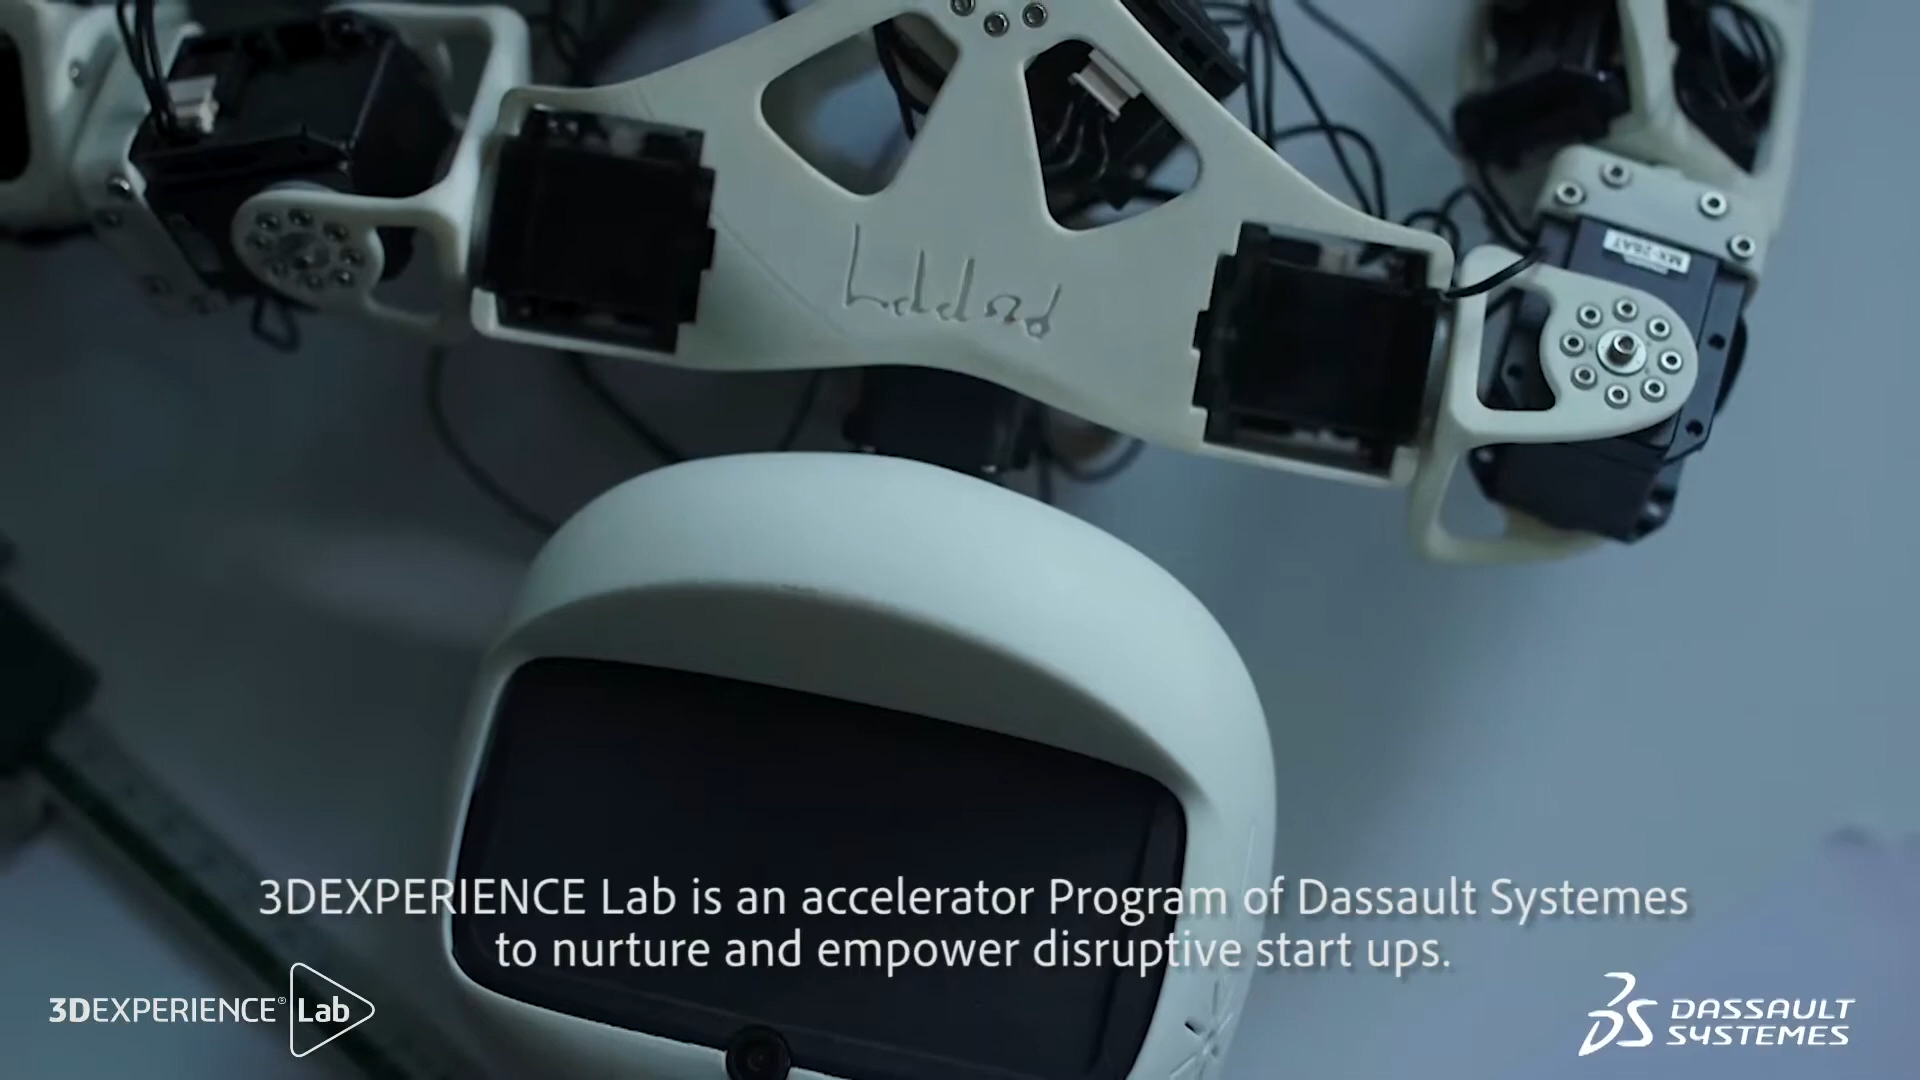 MX-28AT
3DEXPERIENCE Lab is an accelerator Program of Dassault Systemes
to nurture and empower disruptive start ups.
3DEXPERIENCE® Lab
DASSAULT
SYSTEMES